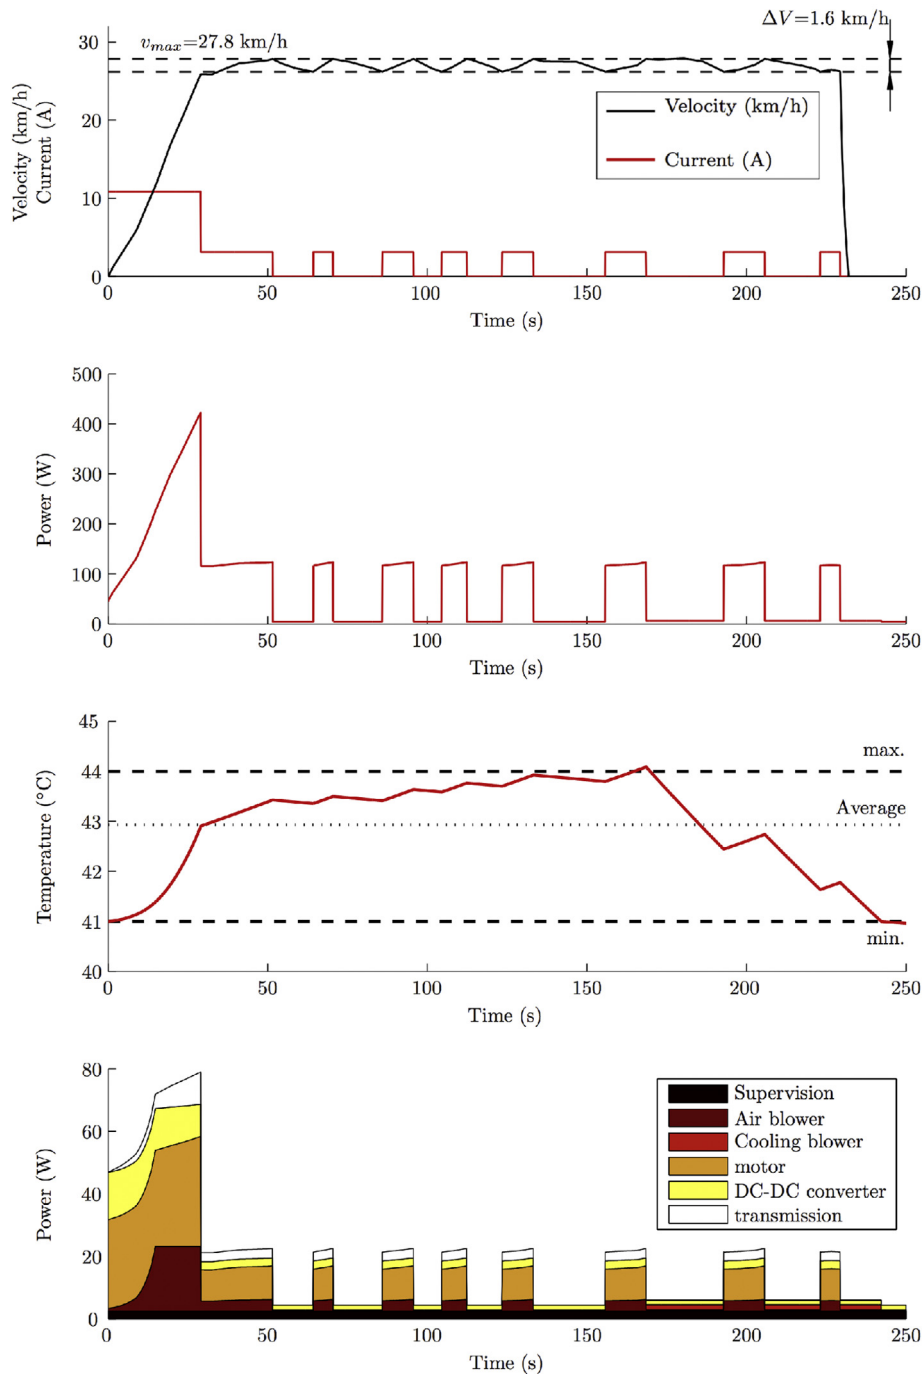 ΔV=1.6 km/h
v_max=27.8 km/h
30
20
10
0
Velocity (km/h)
Current (A)
Velocity (km/h)
Current (A)
0 50 100 150 200 250
Time (s)
500
400
300
200
100
0
Power (W)
0 50 100 150 200 250
Time (s)
45
44
43
42
41
40
Temperature (°C)
max.
Average
min.
0 50 100 150 200 250
Time (s)
80
60
40
20
0
Power (W)
Supervision
Air blower
Cooling blower
motor
DC-DC converter
transmission
0 50 100 150 200 250
Time (s)